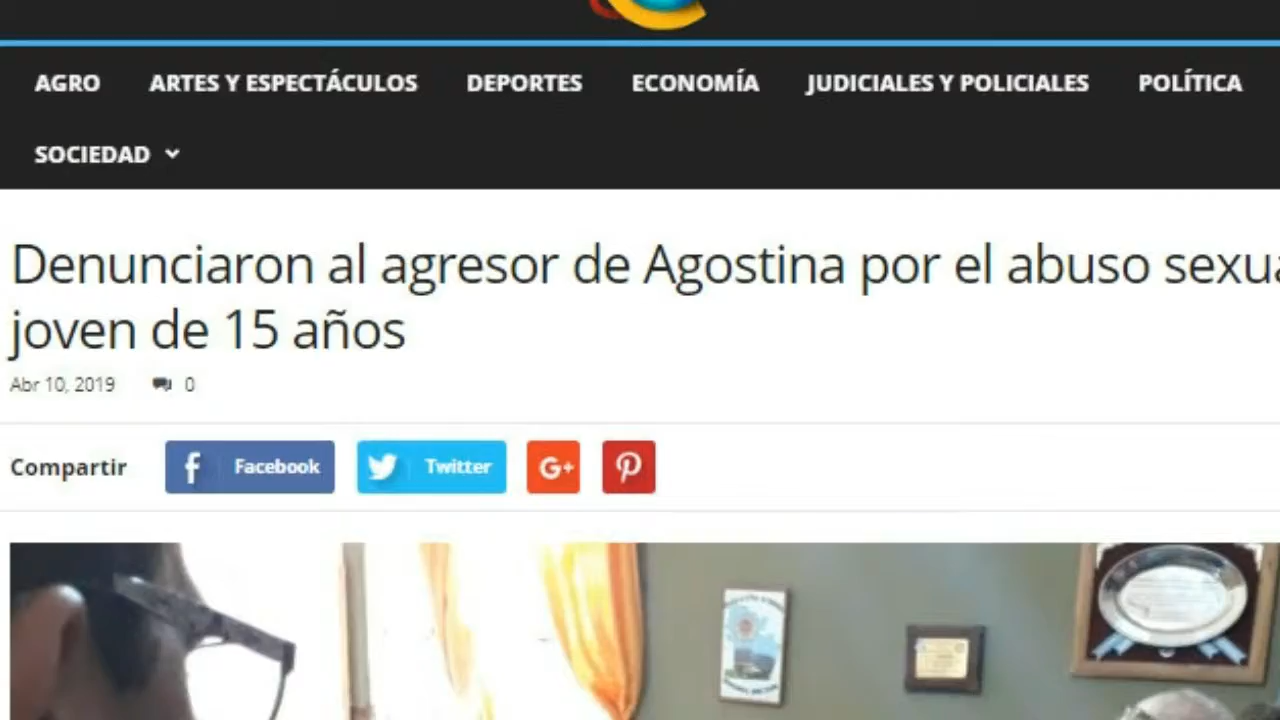 AGRO ARTES Y ESPECTÁCULOS DEPORTES ECONOMÍA JUDICIALES Y POLICIALES POLÍTICA
SOCIEDAD
Denunciaron al agresor de Agostina por el abuso sexua
joven de 15 años
Abr 10, 2019 0
Compartir Facebook Twitter G+